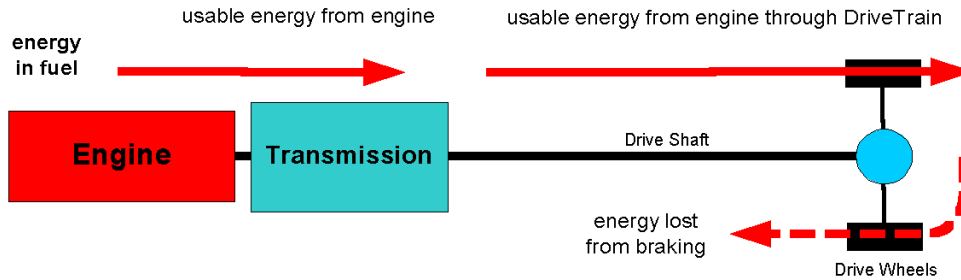 usable energy from engine
usable energy from engine through DriveTrain
energy
in fuel
Engine
Transmission
Drive Shaft
energy lost
from braking
Drive Wheels